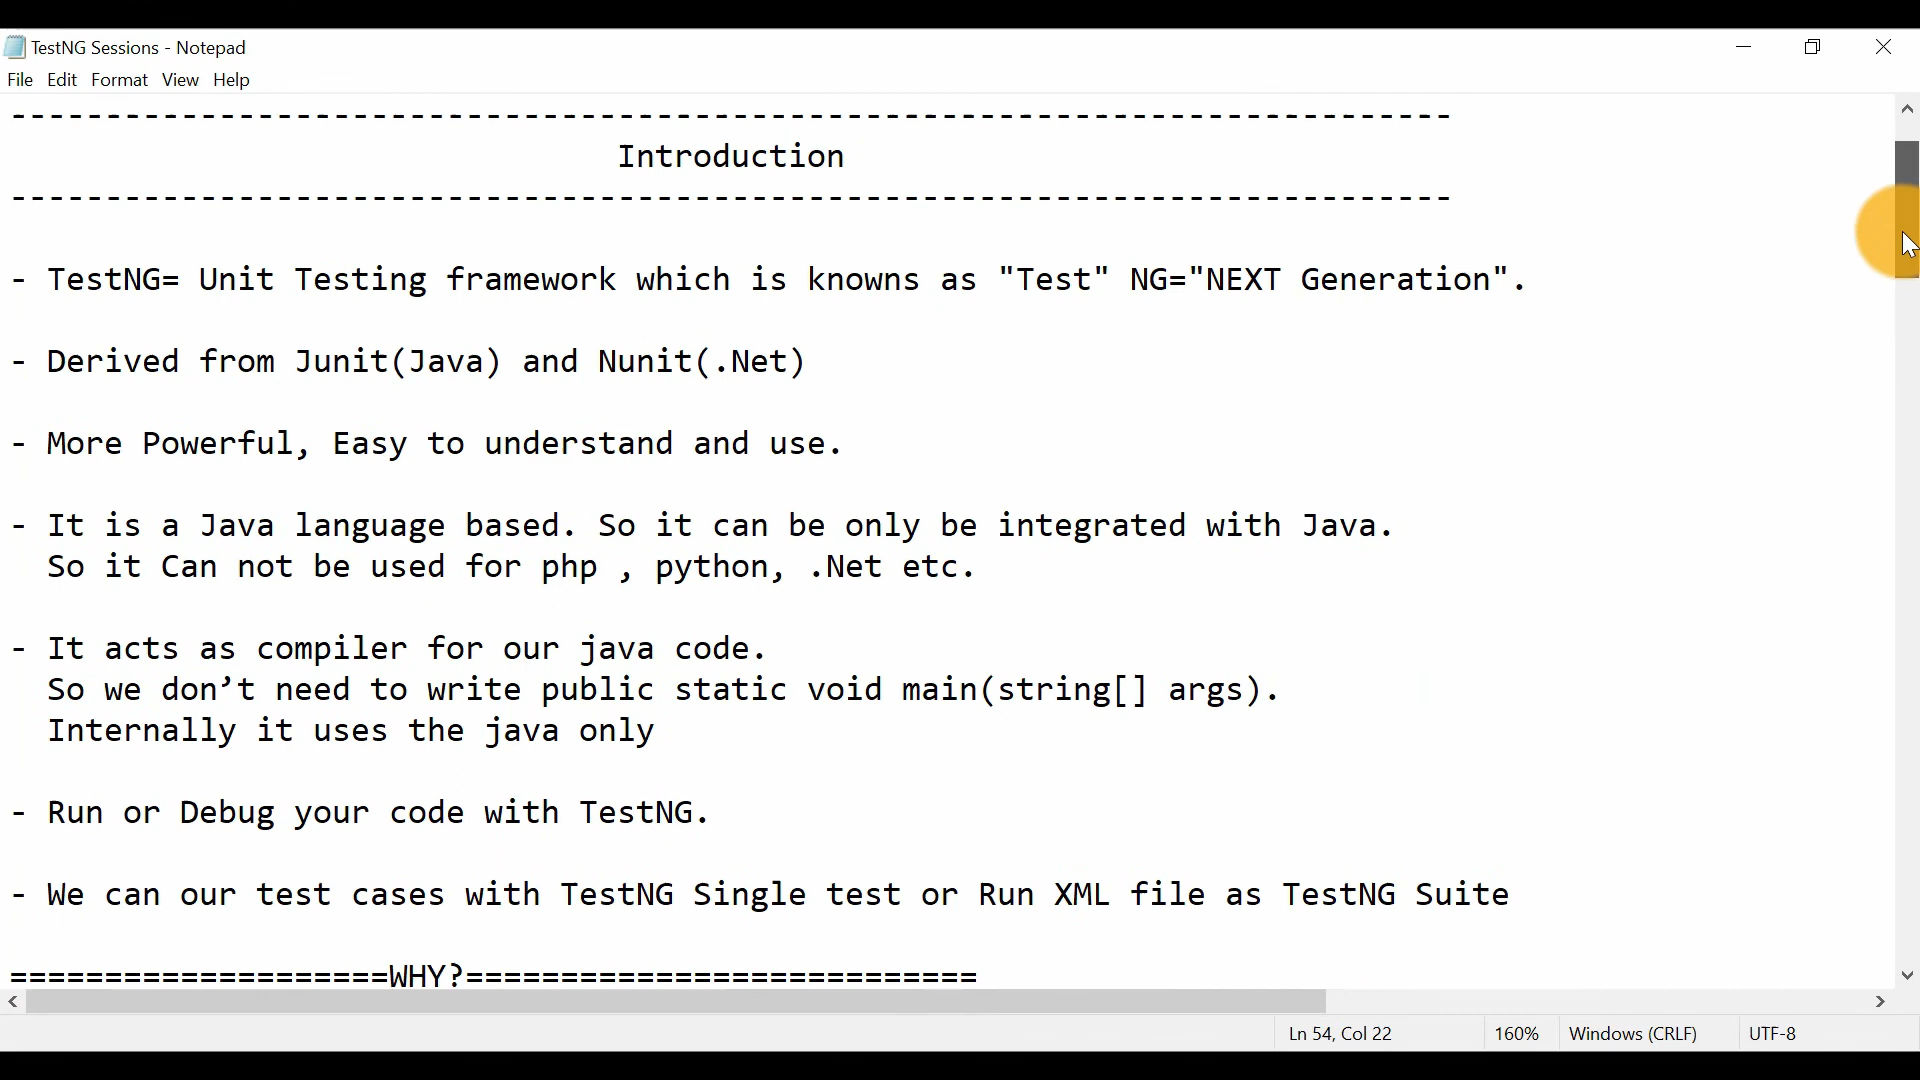 TestNG Sessions - Notepad
File Edit Format View Help
----------------------------------------------------------------------------
Introduction
----------------------------------------------------------------------------
- TestNG= Unit Testing framework which is knowns as "Test" NG="NEXT Generation".
- Derived from Junit(Java) and Nunit(.Net)
- More Powerful, Easy to understand and use.
- It is a Java language based. So it can be only be integrated with Java.
So it Can not be used for php , python, .Net etc.
- It acts as compiler for our java code.
So we don’t need to write public static void main(string[] args).
Internally it uses the java only
- Run or Debug your code with TestNG.
- We can our test cases with TestNG Single test or Run XML file as TestNG Suite
====================WHY?===========================
Ln 54, Col 22 160% Windows (CRLF) UTF-8